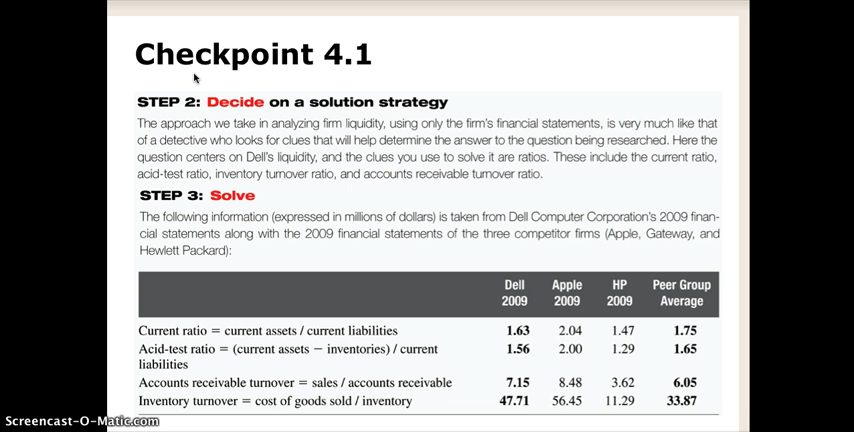 Checkpoint 4.1
STEP 2: Decide on a solution strategy
The approach we take in analyzing firm liquidity, using only the firm's financial statements, is very much like that
of a detective who looks for clues that will help determine the answer to the question being researched. Here the
question centers on Dell's liquidity, and the clues you use to solve it are ratios. These include the current ratio,
acid-test ratio, inventory turnover ratio, and accounts receivable turnover ratio.
STEP 3: Solve
The following information (expressed in millions of dollars) is taken from Dell Computer Corporation's 2009 finan-
cial statements along with the 2009 financial statements of the three competitor firms (Apple, Gateway, and
Hewlett Packard):
Dell Apple HP Peer Group
2009 2009 2009 Average
Current ratio = current assets / current liabilities 1.63 2.04 1.47 1.75
Acid-test ratio = (current assets − inventories) / current 1.56 2.00 1.29 1.65
liabilities
Accounts receivable turnover = sales / accounts receivable 7.15 8.48 3.62 6.05
Inventory turnover = cost of goods sold / inventory 47.71 56.45 11.29 33.87
Screencast-O-Matic.com